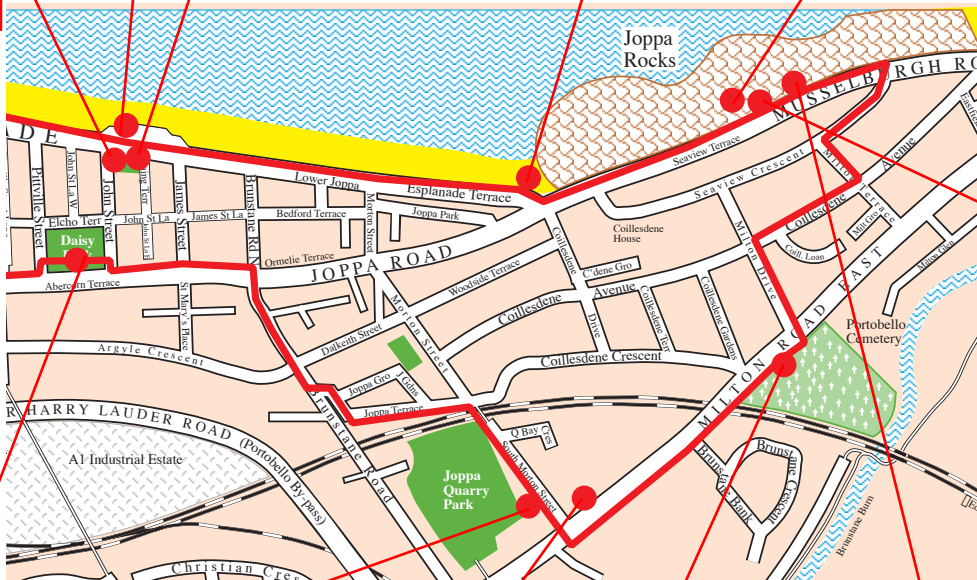 Joppa
Rocks
MUSSELBURGH RO
ADE
Pitville Street
John St La W
John Street
James Street
Brunstane Rd N
Lower Joppa
Esplanade Terrace
Seaview Terrace
Seaview Crescent
Milton Terrace
Avenue
Coillesdene
Milt Gro
Coill. Loan
Milton Glen
Elcho Terr
John St La
James St La
John St La E
Bedford Terrace
Morton Street
Joppa Park
Daisy
Ormelie Terrace
JOPPA ROAD
Coillesdene
House
Coillesdene
Drive
Milton Drive
Abercorn Terrace
St Mary's Place
Woodside Terrace
C'dene Gro
Coillesdene Avenue
Coillesdene Terr
Coillesdene Gardens
MILTON ROAD EAST
Portobello
Cemetery
Argyle Crescent
Dalkeith Street
Morton Street
Coillesdene Crescent
Joppa Gro
J Gdns
Joppa Terrace
R HARRY LAUDER ROAD (Portobello By-pass)
Brunstane Road
A1 Industrial Estate
Joppa
Quarry
Park
Q Bay Cres
South Morton Street
Brunstane Bank
Brunstane Crescent
Brunstane Burn
Christian Cres